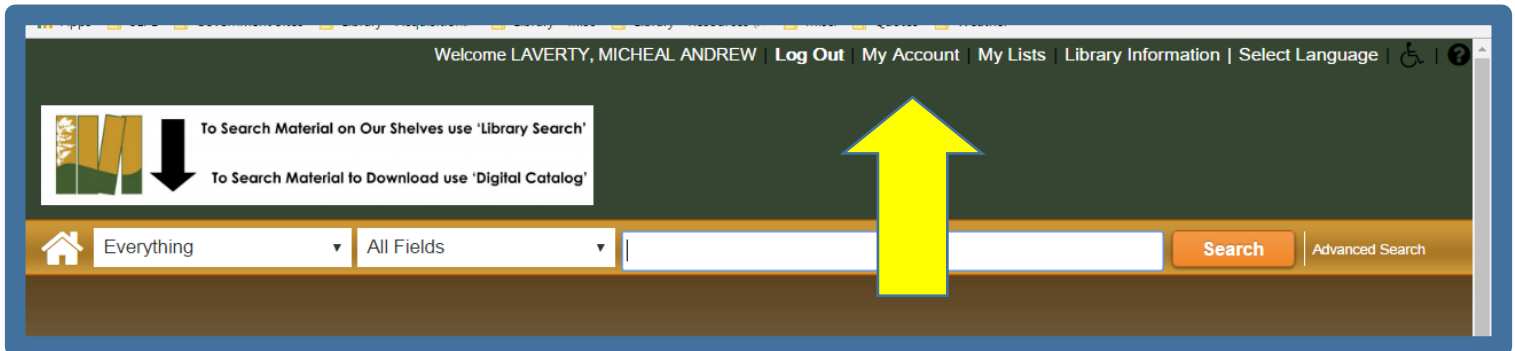 Welcome LAVERTY, MICHEAL ANDREW | Log Out | My Account | My Lists | Library Information | Select Language | | ?
To Search Material on Our Shelves use 'Library Search'
To Search Material to Download use 'Digital Catalog'
Everything All Fields Search Advanced Search